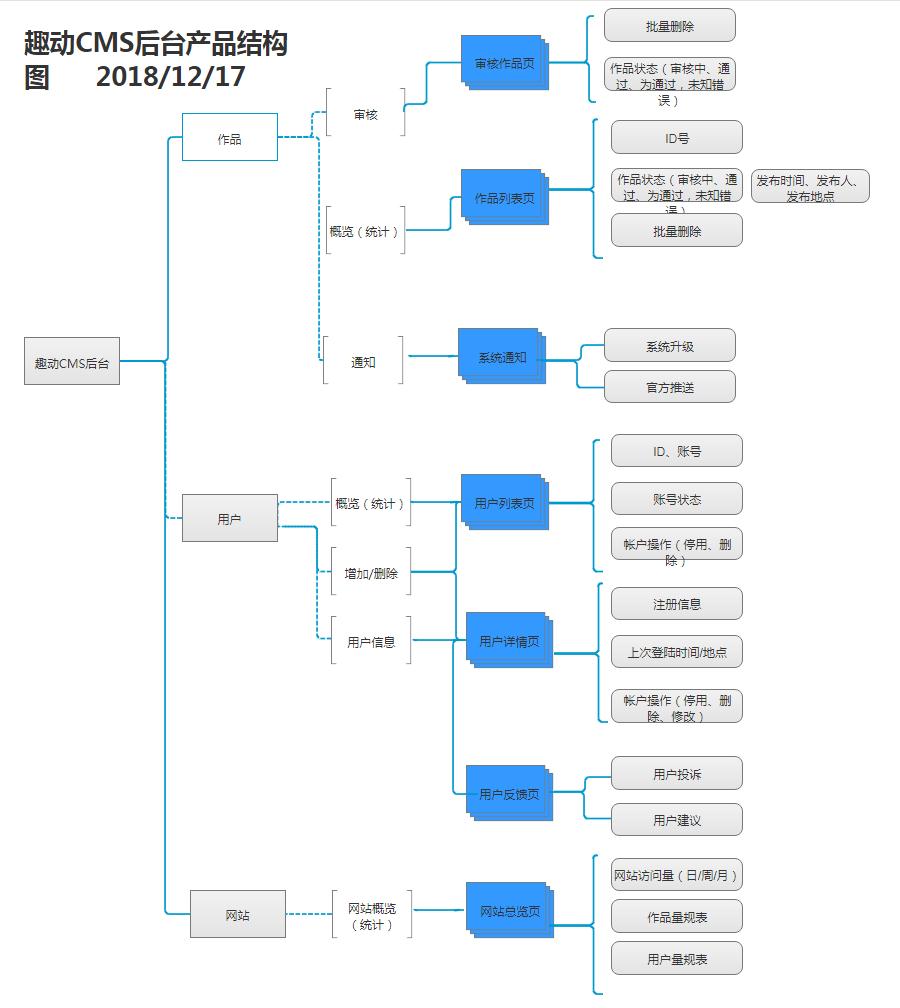 趣动CMS后台产品结构
图 2018/12/17
批量删除
审核作品页
作品状态（审核中、通
过、为通过，未知错
误）
审核
作品
ID号
作品列表页
作品状态（审核中、通
过、为通过，未知错
误）
发布时间、发布人、
发布地点
概览（统计）
批量删除
系统升级
系统通知
通知
趣动CMS后台
官方推送
ID、账号
账号状态
概览（统计）
用户列表页
用户
帐户操作（停用、删
除）
增加/删除
注册信息
用户信息
用户详情页
上次登陆时间/地点
帐户操作（停用、删
除、修改）
用户投诉
用户反馈页
用户建议
网站访问量（日/周/月）
网站
网站概览
（统计）
网站总览页
作品量规表
用户量规表